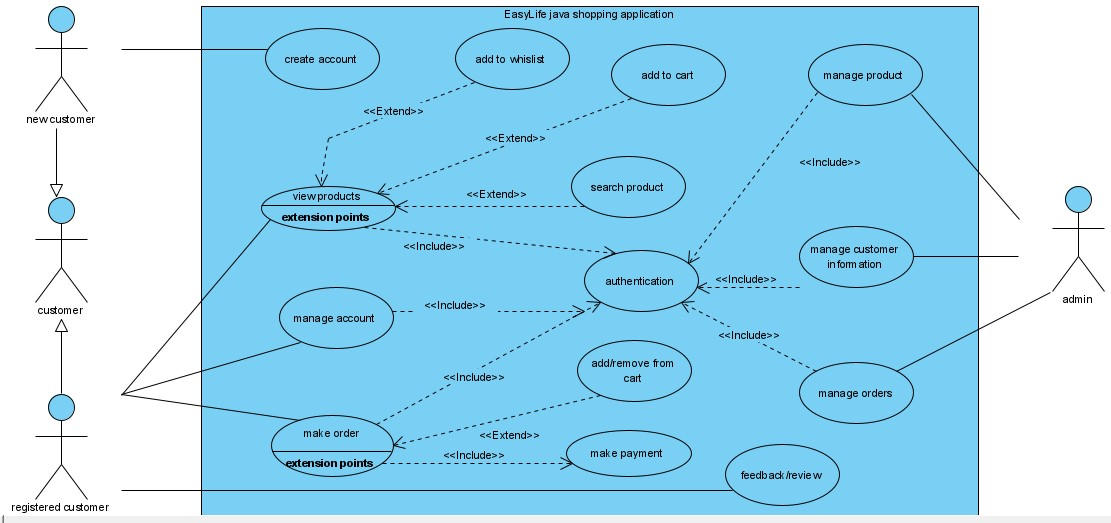 EasyLife java shopping application
create account
add to whislist
add to cart
manage product
new customer
<<Extend>>
<<Extend>>
<<Include>>
search product
<<Extend>>
view products
extension points
<<Include>>
manage customer
information
authentication
<<Include>>
customer
admin
manage account
<<Include>>
<<Include>>
add/remove from
cart
<<Include>>
manage orders
make order
<<Extend>>
extension points
<<Include>>
make payment
feedback/review
registered customer